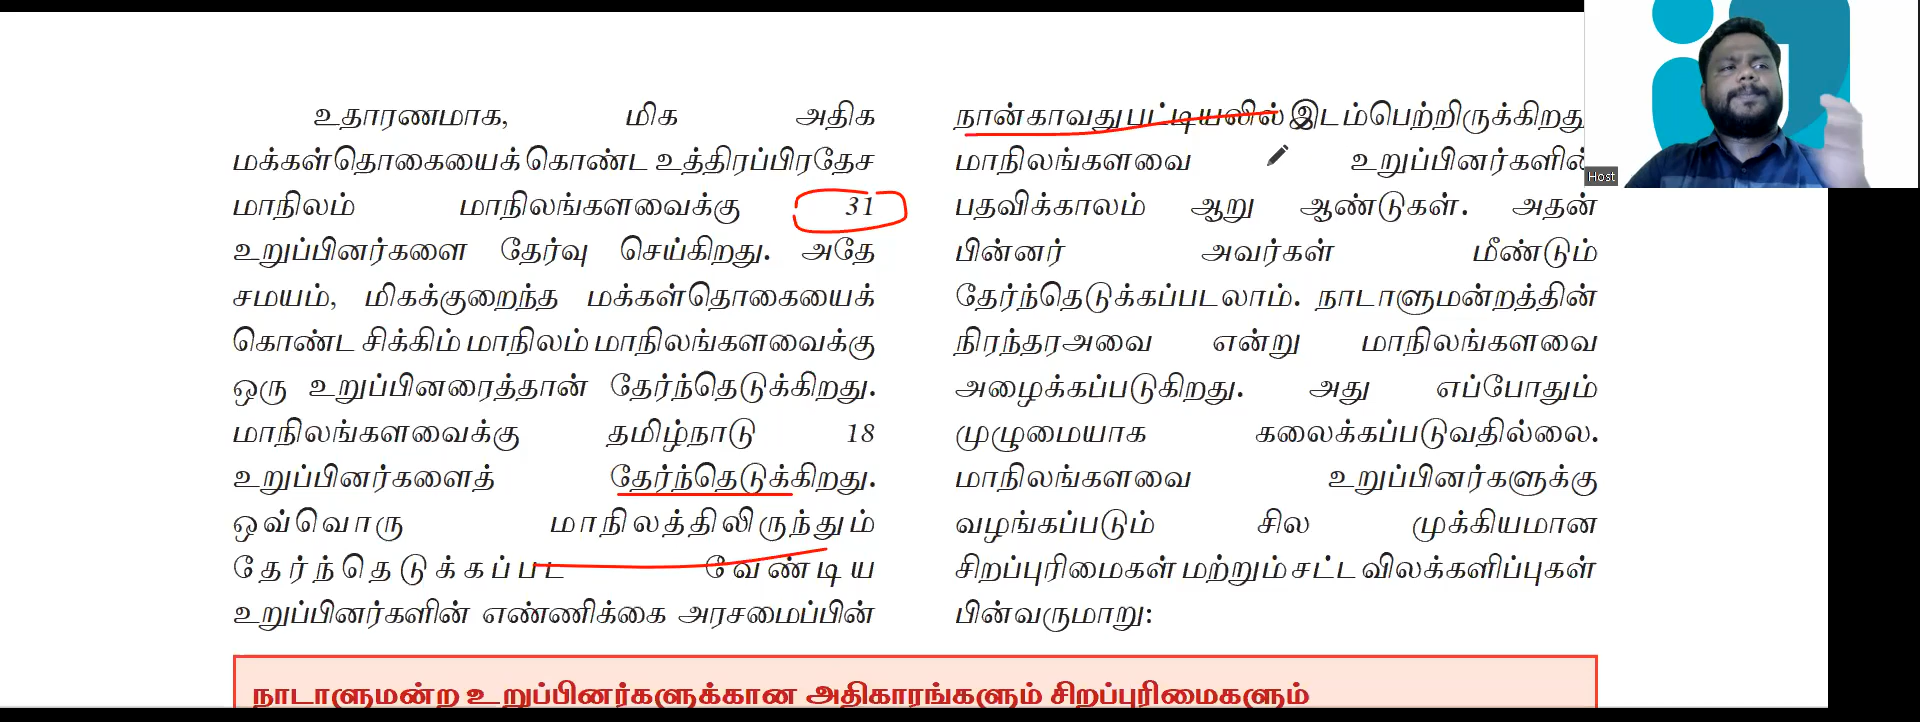 உதாரணமாக, மிக அதிக
மக்கள்தொகையைக் கொண்ட உத்திரப்பிரதேச
மாநிலம் மாநிலங்களவைக்கு 31
உறுப்பினர்களை தேர்வு செய்கிறது. அதே
சமயம், மிகக்குறைந்த மக்கள்தொகையைக்
கொண்ட சிக்கிம் மாநிலம் மாநிலங்களவைக்கு
ஒரு உறுப்பினரைத்தான் தேர்ந்தெடுக்கிறது.
மாநிலங்களவைக்கு தமிழ்நாடு 18
உறுப்பினர்களைத் தேர்ந்தெடுக்கிறது.
ஒவ்வொரு மாநிலத்திலிருந்தும்
தேர்ந்தெடுக்கப்பட வேண்டிய
உறுப்பினர்களின் எண்ணிக்கை அரசமைப்பின்
நான்காவது பட்டியலில் இடம்பெற்றிருக்கிறது
மாநிலங்களவை உறுப்பினர்களின்
பதவிக்காலம் ஆறு ஆண்டுகள். அதன்
பின்னர் அவர்கள் மீண்டும்
தேர்ந்தெடுக்கப்படலாம். நாடாளுமன்றத்தின்
நிரந்தரஅவை என்று மாநிலங்களவை
அழைக்கப்படுகிறது. அது எப்போதும்
முழுமையாக கலைக்கப்படுவதில்லை.
மாநிலங்களவை உறுப்பினர்களுக்கு
வழங்கப்படும் சில முக்கியமான
சிறப்புரிமைகள் மற்றும் சட்ட விலக்களிப்புகள்
பின்வருமாறு:
நாடாளுமன்ற உறுப்பினர்களுக்கான அதிகாரங்களும் சிறப்புரிமைகளும்
Host